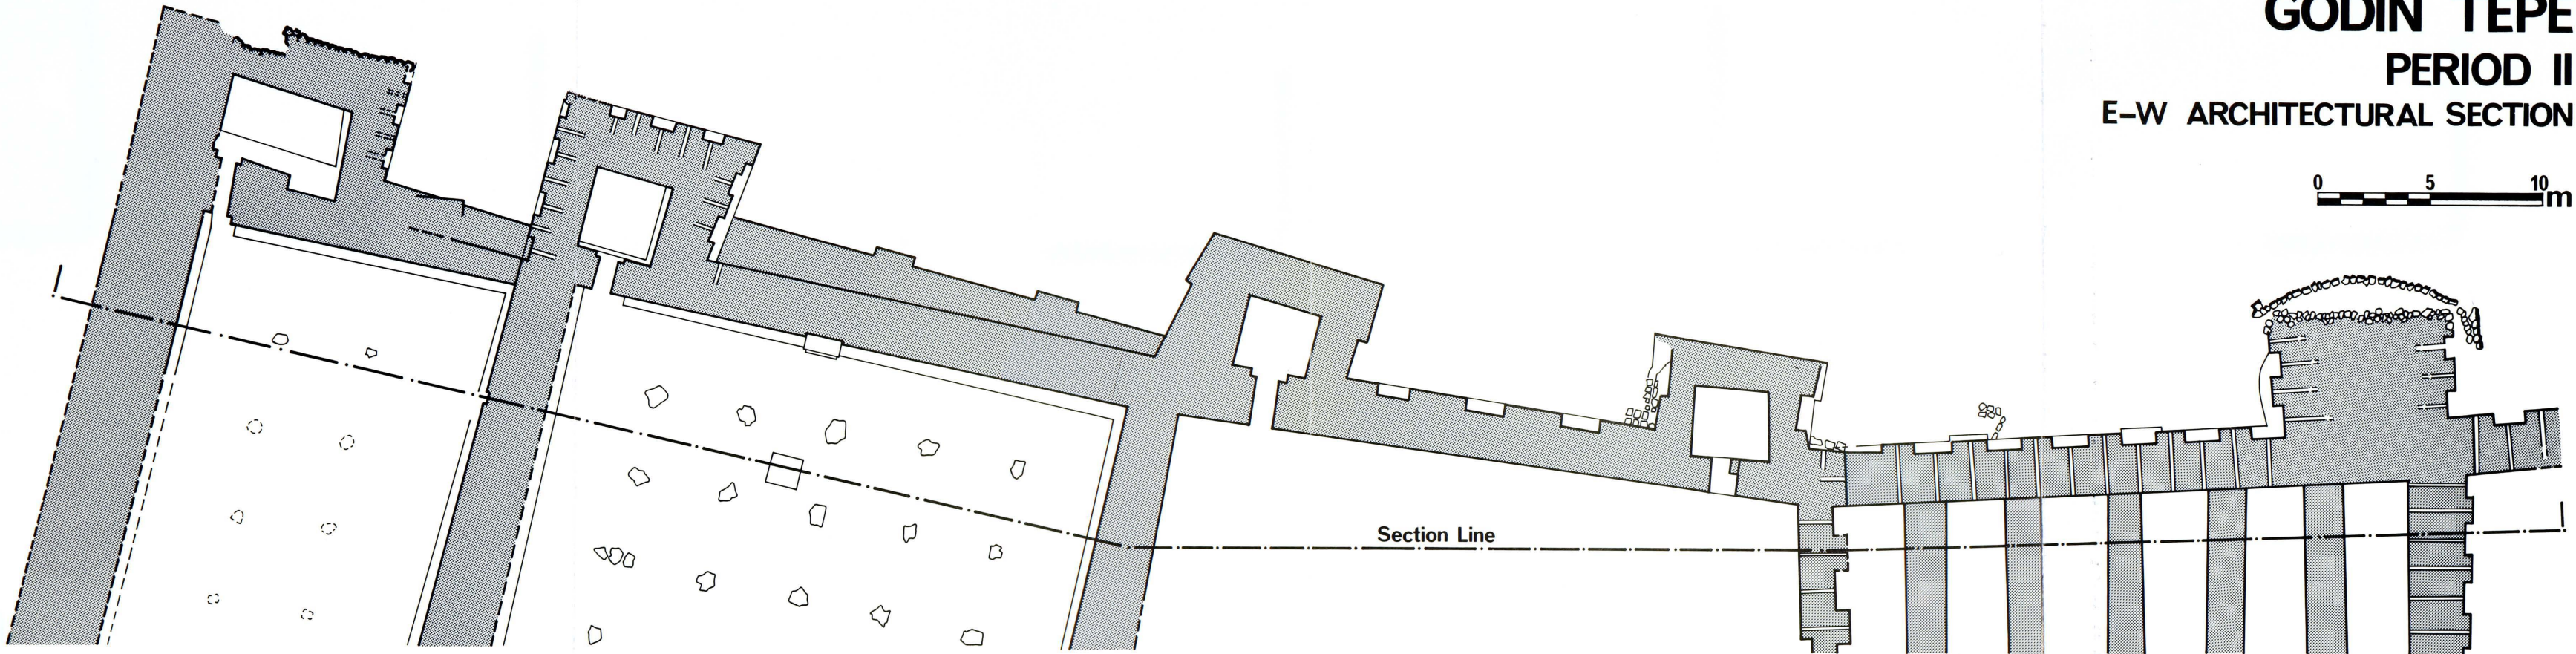 GODIN TEPE
PERIOD II
E–W ARCHITECTURAL SECTION
0 5 10 m
Section Line